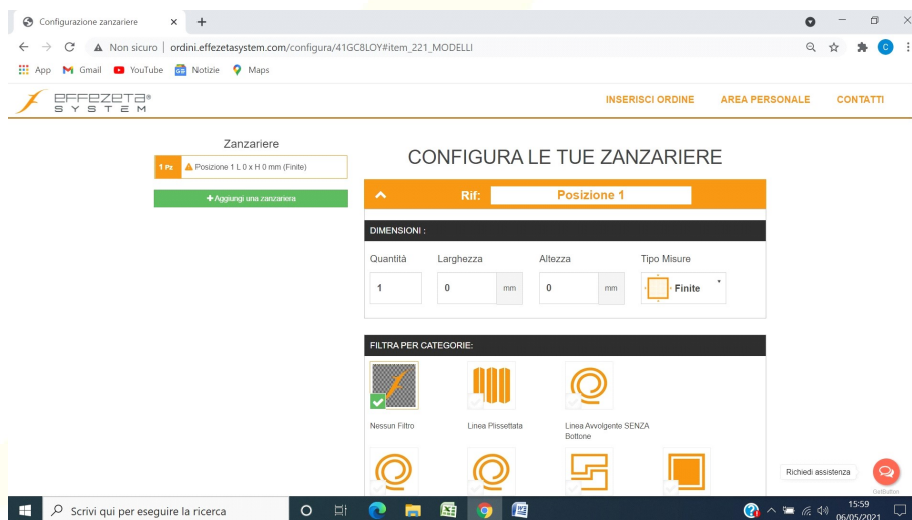 Configurazione zanzariere
Non sicuro | ordini.effezetasystem.com/configura/41GC8LOY#item_221_MODELLI
App Gmail YouTube Notizie Maps
EFFEZETA®
SYSTEM
INSERISCI ORDINE AREA PERSONALE CONTATTI
Zanzariere
1 Pz Posizione 1 L 0 x H 0 mm (Finite)
+ Aggiungi una zanzariera
CONFIGURA LE TUE ZANZARIERE
Rif: Posizione 1
DIMENSIONI :
Quantità Larghezza Altezza Tipo Misure
1 0 mm 0 mm Finite
FILTRA PER CATEGORIE:
Nessun Filtro Linea Plissettata Linea Avvolgente SENZA
Bottone
Richiedi assistenza
GetButton
Scrivi qui per eseguire la ricerca
15:59
06/05/2021